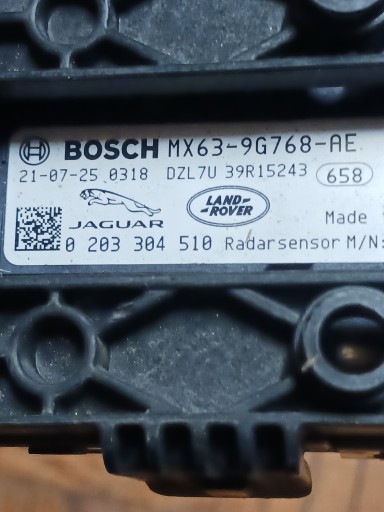 BOSCH MX63-9G768-AE
21-07-25 0318 DZL7U 39R15243 658
JAGUAR LAND-ROVER Made
0 203 304 510 Radarsensor M/N: